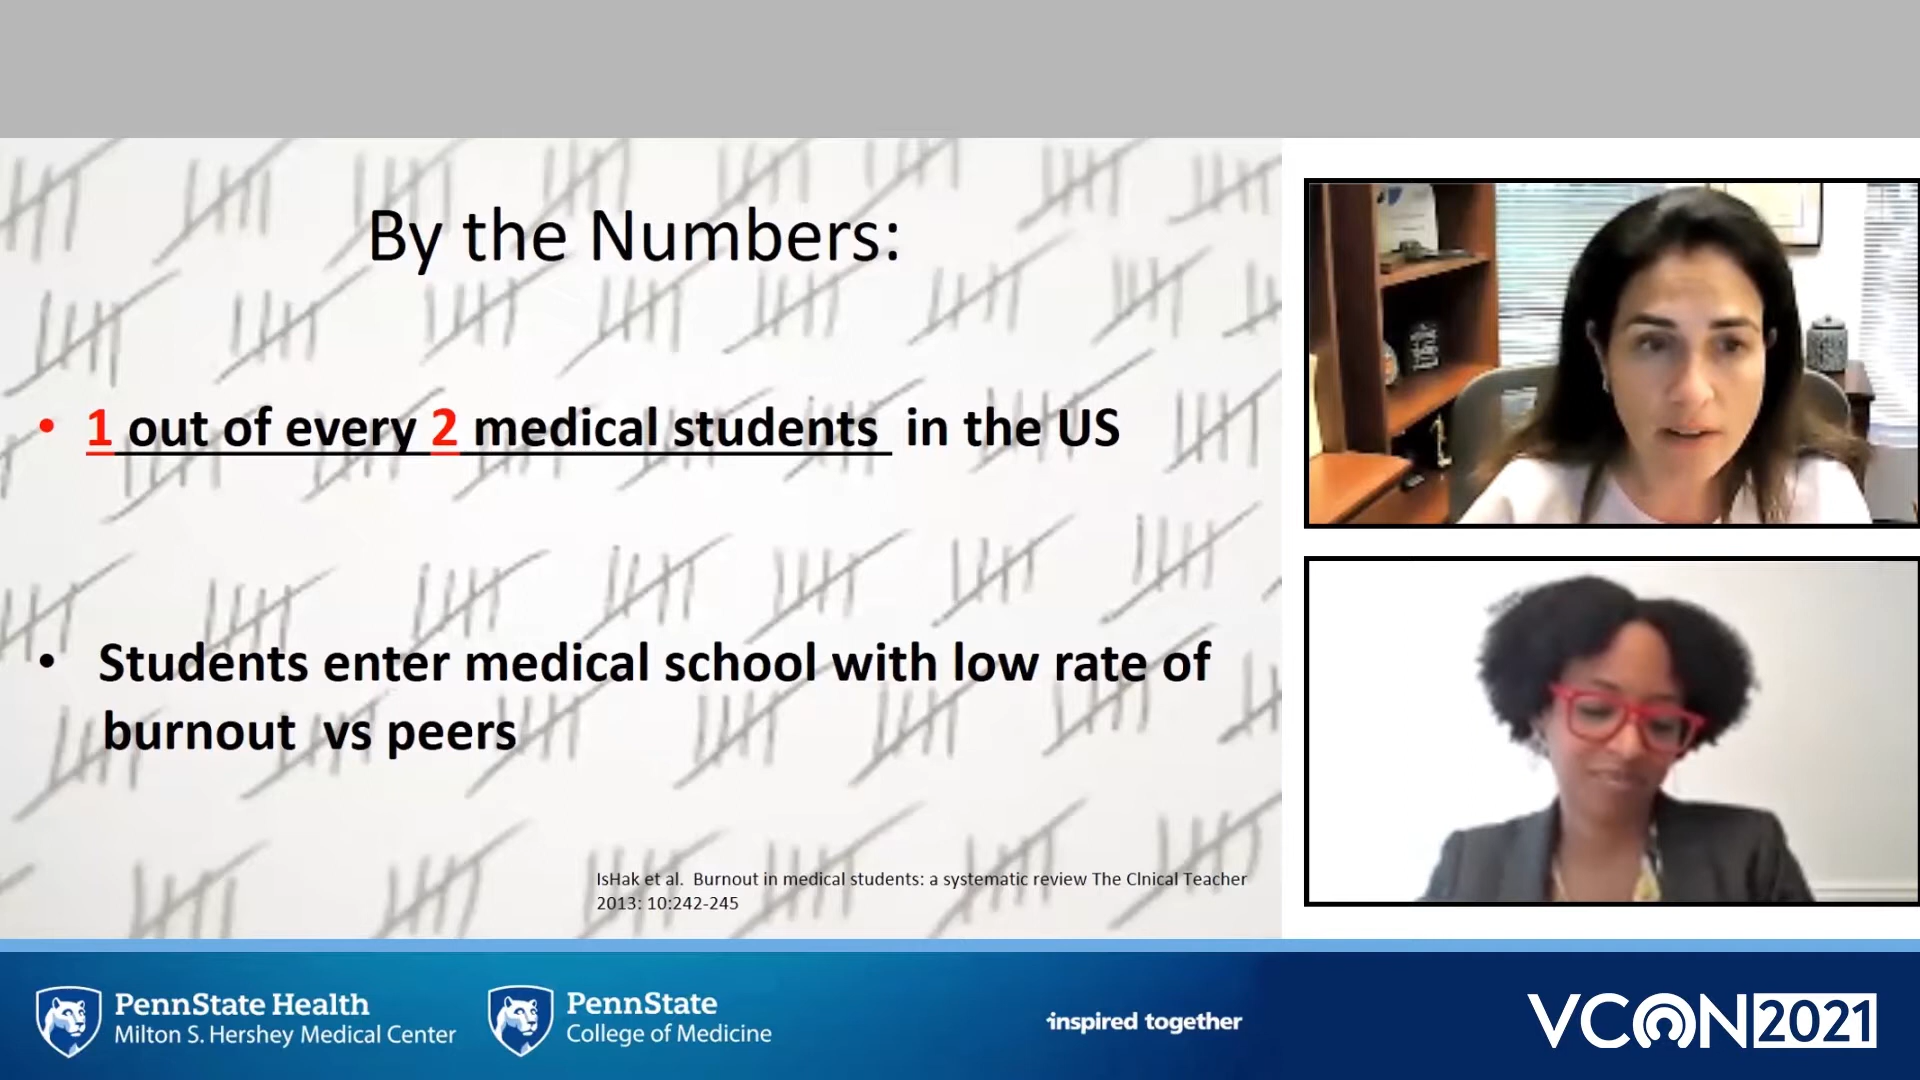 By the Numbers:
• 1 out of every 2 medical students in the US
• Students enter medical school with low rate of
burnout vs peers
IsHak et al. Burnout in medical students: a systematic review The Clnical Teacher
2013: 10:242-245
PennState Health
Milton S. Hershey Medical Center
PennState
College of Medicine
inspired together
VCON2021